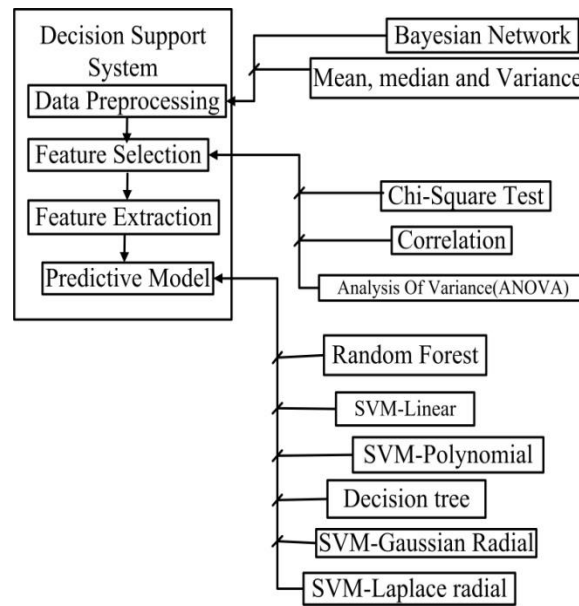 Decision Support
System
Data Preprocessing
Feature Selection
Feature Extraction
Predictive Model
Bayesian Network
Mean, median and Variance
Chi-Square Test
Correlation
Analysis Of Variance(ANOVA)
Random Forest
SVM-Linear
SVM-Polynomial
Decision tree
SVM-Gaussian Radial
SVM-Laplace radial